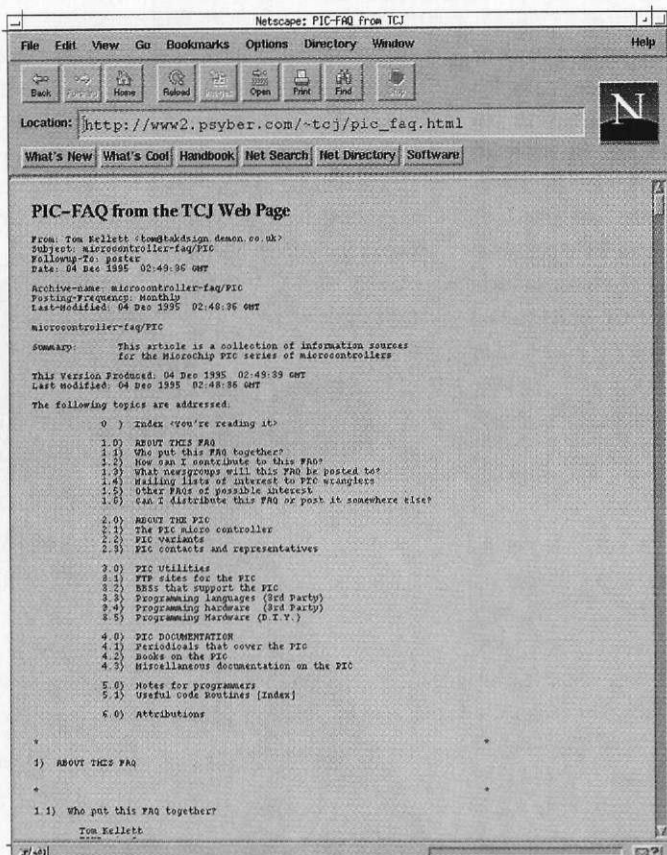 Netscape: PIC-FAQ from TCJ
File Edit View Go Bookmarks Options Directory Window Help
Back Forward Home Reload Images Open Print Find Stop
Location: http://www2.psyber.com/~tcj/pic_faq.html
N
What's New What's Cool Handbook Net Search Net Directory Software
PIC-FAQ from the TCJ Web Page
From: Tom Kellett <tom@takdsign.demon.co.uk>
Subject: microcontroller-faq/PIC
Followup-To: poster
Date: 04 Dec 1995 02:49:36 GMT
Archive-name: microcontroller-faq/PIC
Posting-Frequency: Monthly
Last-Modified: 04 Dec 1995 02:48:36 GMT
microcontroller-faq/PIC
Summary: This article is a collection of information sources
for the Microchip PIC series of microcontrollers
This Version Produced: 04 Dec 1995 02:49:39 GMT
Last Modified: 04 Dec 1995 02:48:36 GMT
The following topics are addressed:
0 ) Index <You're reading it>
1.0) ABOUT THIS FAQ
1.1) Who put this FAQ together?
1.2) How can I contribute to this FAQ?
1.3) What newsgroups will this FAQ be posted to?
1.4) Mailing lists of interest to PIC wranglers
1.5) Other FAQs of possible interest
1.6) Can I distribute this FAQ or post it somewhere else?
2.0) ABOUT THE PIC
2.1) The PIC micro controller
2.2) PIC variants
2.3) PIC contacts and representatives
3.0) PIC Utilities
3.1) FTP sites for the PIC
3.2) BBSs that support the PIC
3.3) Programming languages (3rd Party)
3.4) Programming hardware (3rd Party)
3.5) Programming Hardware (D.I.Y.)
4.0) PIC DOCUMENTATION
4.1) Periodicals that cover the PIC
4.2) Books on the PIC
4.3) Miscellaneous documentation on the PIC
5.0) Notes for programmers
5.1) Useful code Routines [Index]
6.0) Attributions
* *
1) ABOUT THIS FAQ
* *
1.1) Who put this FAQ together?
Tom Kellett